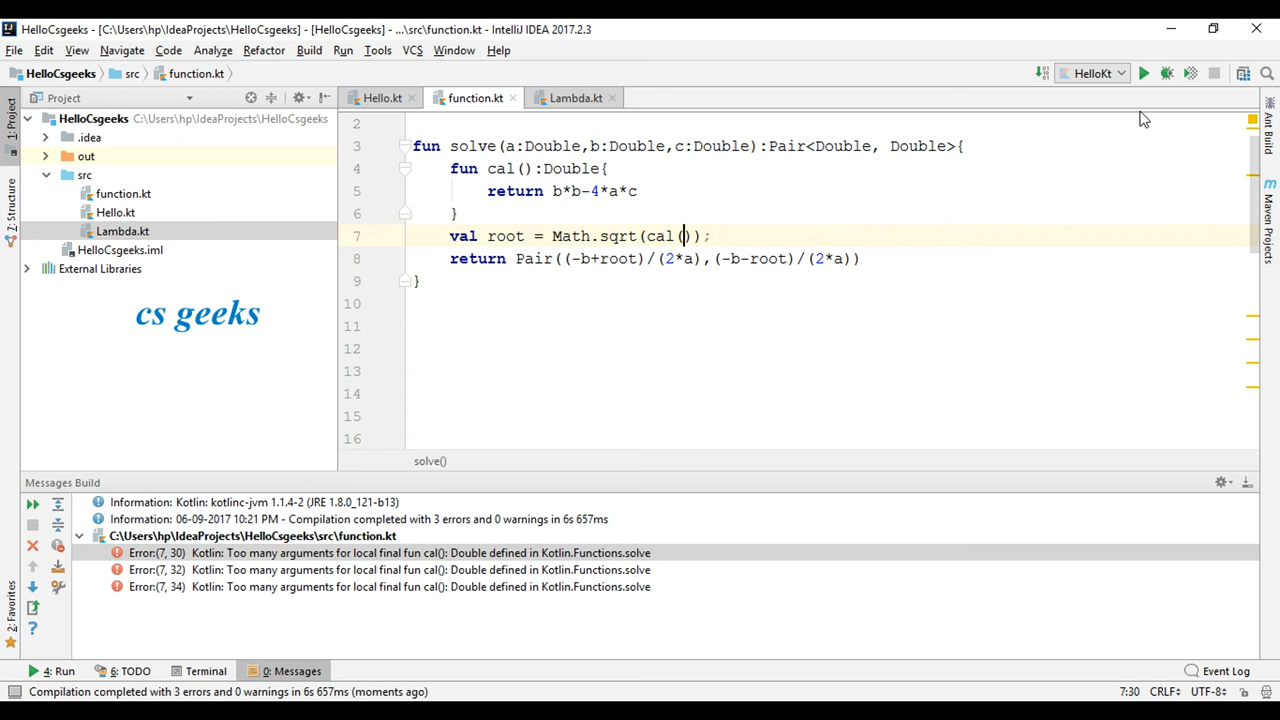 HelloCsgeeks - [C:\Users\hp\IdeaProjects\HelloCsgeeks] - [HelloCsgeeks] - ...\src\function.kt - IntelliJ IDEA 2017.2.3
File Edit View Navigate Code Analyze Refactor Build Run Tools VCS Window Help
HelloCsgeeks src function.kt HelloKt
Project Hello.kt function.kt Lambda.kt
1: Project
Z: Structure
2: Favorites
Ant Build
Maven Projects
HelloCsgeeks C:\Users\hp\IdeaProjects\HelloCsgeeks
.idea
out
src
function.kt
Hello.kt
Lambda.kt
HelloCsgeeks.iml
External Libraries
cs geeks
2
3 fun solve(a:Double,b:Double,c:Double):Pair<Double, Double>{
4 fun cal():Double{
5 return b*b-4*a*c
6 }
7 val root = Math.sqrt(cal());
8 return Pair((-b+root)/(2*a),(-b-root)/(2*a))
9 }
10
11
12
13
14
15
16
solve()
Messages Build
Information: Kotlin: kotlinc-jvm 1.1.4-2 (JRE 1.8.0_121-b13)
Information: 06-09-2017 10:21 PM - Compilation completed with 3 errors and 0 warnings in 6s 657ms
C:\Users\hp\IdeaProjects\HelloCsgeeks\src\function.kt
Error:(7, 30) Kotlin: Too many arguments for local final fun cal(): Double defined in Kotlin.Functions.solve
Error:(7, 32) Kotlin: Too many arguments for local final fun cal(): Double defined in Kotlin.Functions.solve
Error:(7, 34) Kotlin: Too many arguments for local final fun cal(): Double defined in Kotlin.Functions.solve
4: Run 6: TODO Terminal 0: Messages Event Log
Compilation completed with 3 errors and 0 warnings in 6s 657ms (moments ago) 7:30 CRLF UTF-8